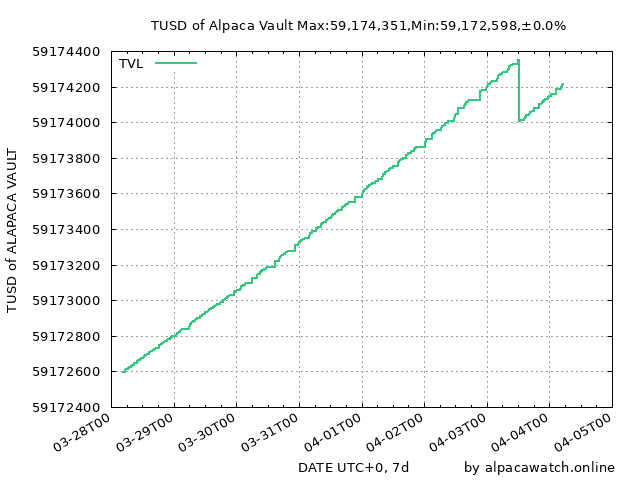 TUSD of Alpaca Vault Max:59,174,351,Min:59,172,598,±0.0%
TVL
TUSD of ALAPACA VAULT
59174400
59174200
59174000
59173800
59173600
59173400
59173200
59173000
59172800
59172600
59172400
03-28T00
03-29T00
03-30T00
03-31T00
04-01T00
04-02T00
04-03T00
04-04T00
04-05T00
DATE UTC+0, 7d
by alpacawatch.online